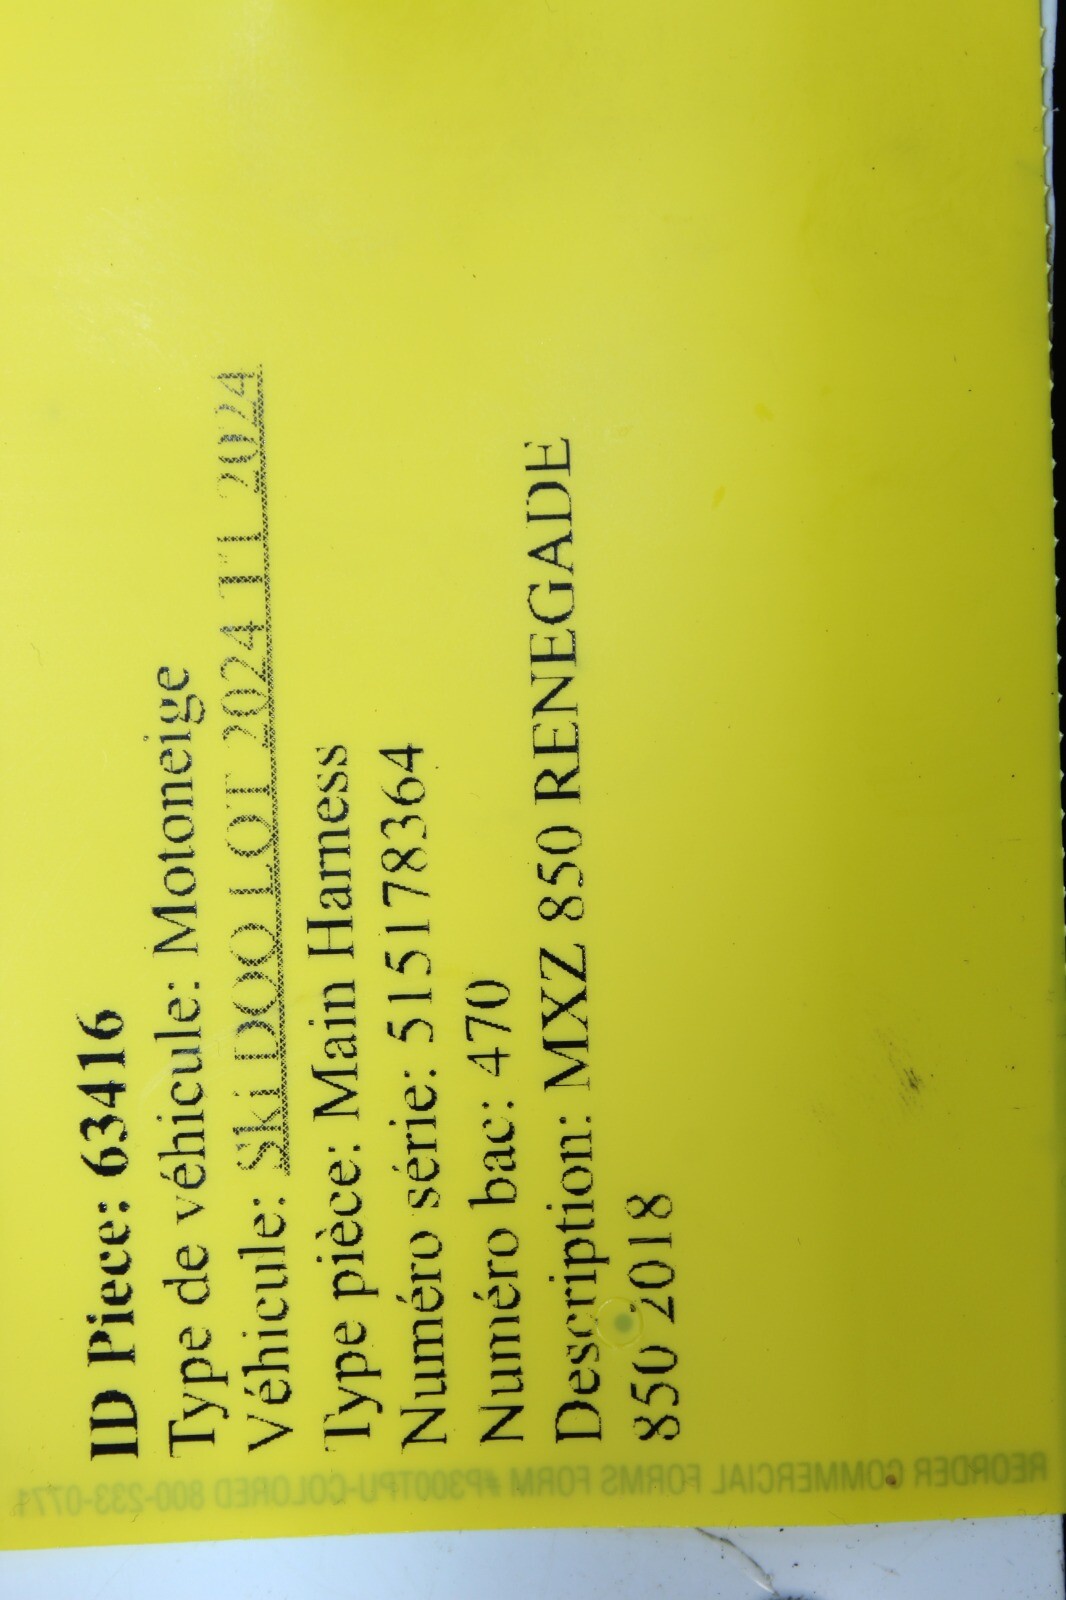 ID Piece: 63416
Type de véhicule: Motoneige
Véhicule: Ski DOO LOT 2024 TL 2024
Type pièce: Main Harness
Numéro série: 515178364
Numéro bac: 470
Description: MXZ 850 RENEGADE
850 2018
REORDER COMMERCIAL FORMS FORM #P300TPU-COLORED 800-233-0771